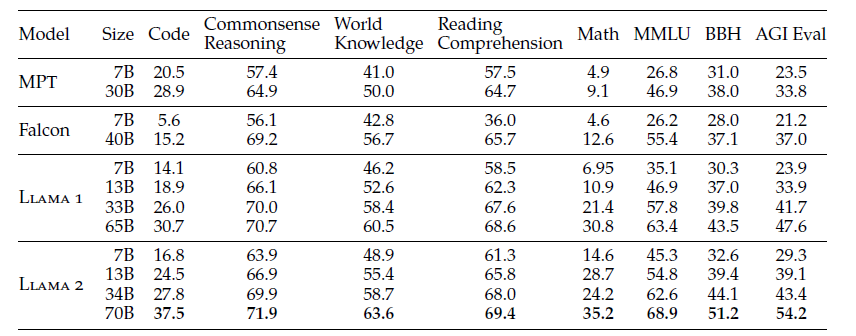 Model Size Code Commonsense Reasoning World Knowledge Reading Comprehension Math MMLU BBH AGI Eval
MPT 7B 20.5 57.4 41.0 57.5 4.9 26.8 31.0 23.5
30B 28.9 64.9 50.0 64.7 9.1 46.9 38.0 33.8
Falcon 7B 5.6 56.1 42.8 36.0 4.6 26.2 28.0 21.2
40B 15.2 69.2 56.7 65.7 12.6 55.4 37.1 37.0
LLAMA 1 7B 14.1 60.8 46.2 58.5 6.95 35.1 30.3 23.9
13B 18.9 66.1 52.6 62.3 10.9 46.9 37.0 33.9
33B 26.0 70.0 58.4 67.6 21.4 57.8 39.8 41.7
65B 30.7 70.7 60.5 68.6 30.8 63.4 43.5 47.6
LLAMA 2 7B 16.8 63.9 48.9 61.3 14.6 45.3 32.6 29.3
13B 24.5 66.9 55.4 65.8 28.7 54.8 39.4 39.1
34B 27.8 69.9 58.7 68.0 24.2 62.6 44.1 43.4
70B 37.5 71.9 63.6 69.4 35.2 68.9 51.2 54.2